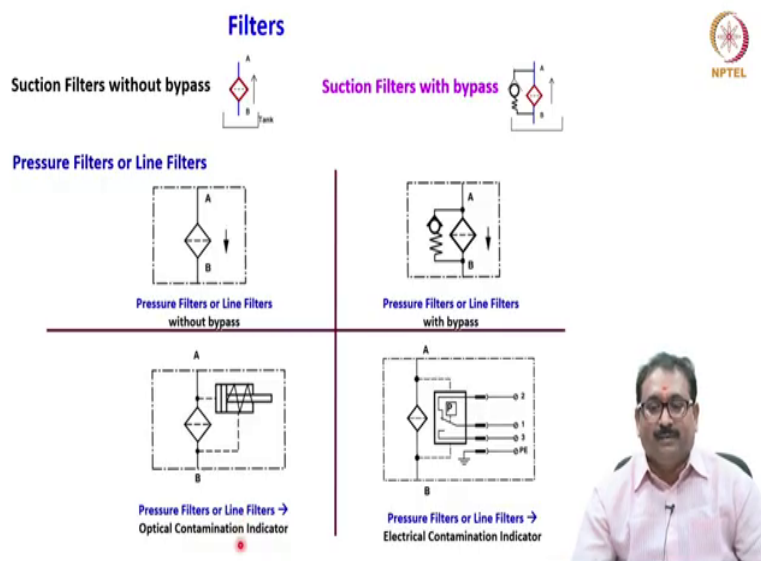 Filters
NPTEL
Suction Filters without bypass
A
B
Tank
Suction Filters with bypass
A
B
Pressure Filters or Line Filters
A
B
Pressure Filters or Line Filters
without bypass
A
B
Pressure Filters or Line Filters
with bypass
A
B
Pressure Filters or Line Filters →
Optical Contamination Indicator
A
P
2
1
3
PE
B
Pressure Filters or Line Filters →
Electrical Contamination Indicator